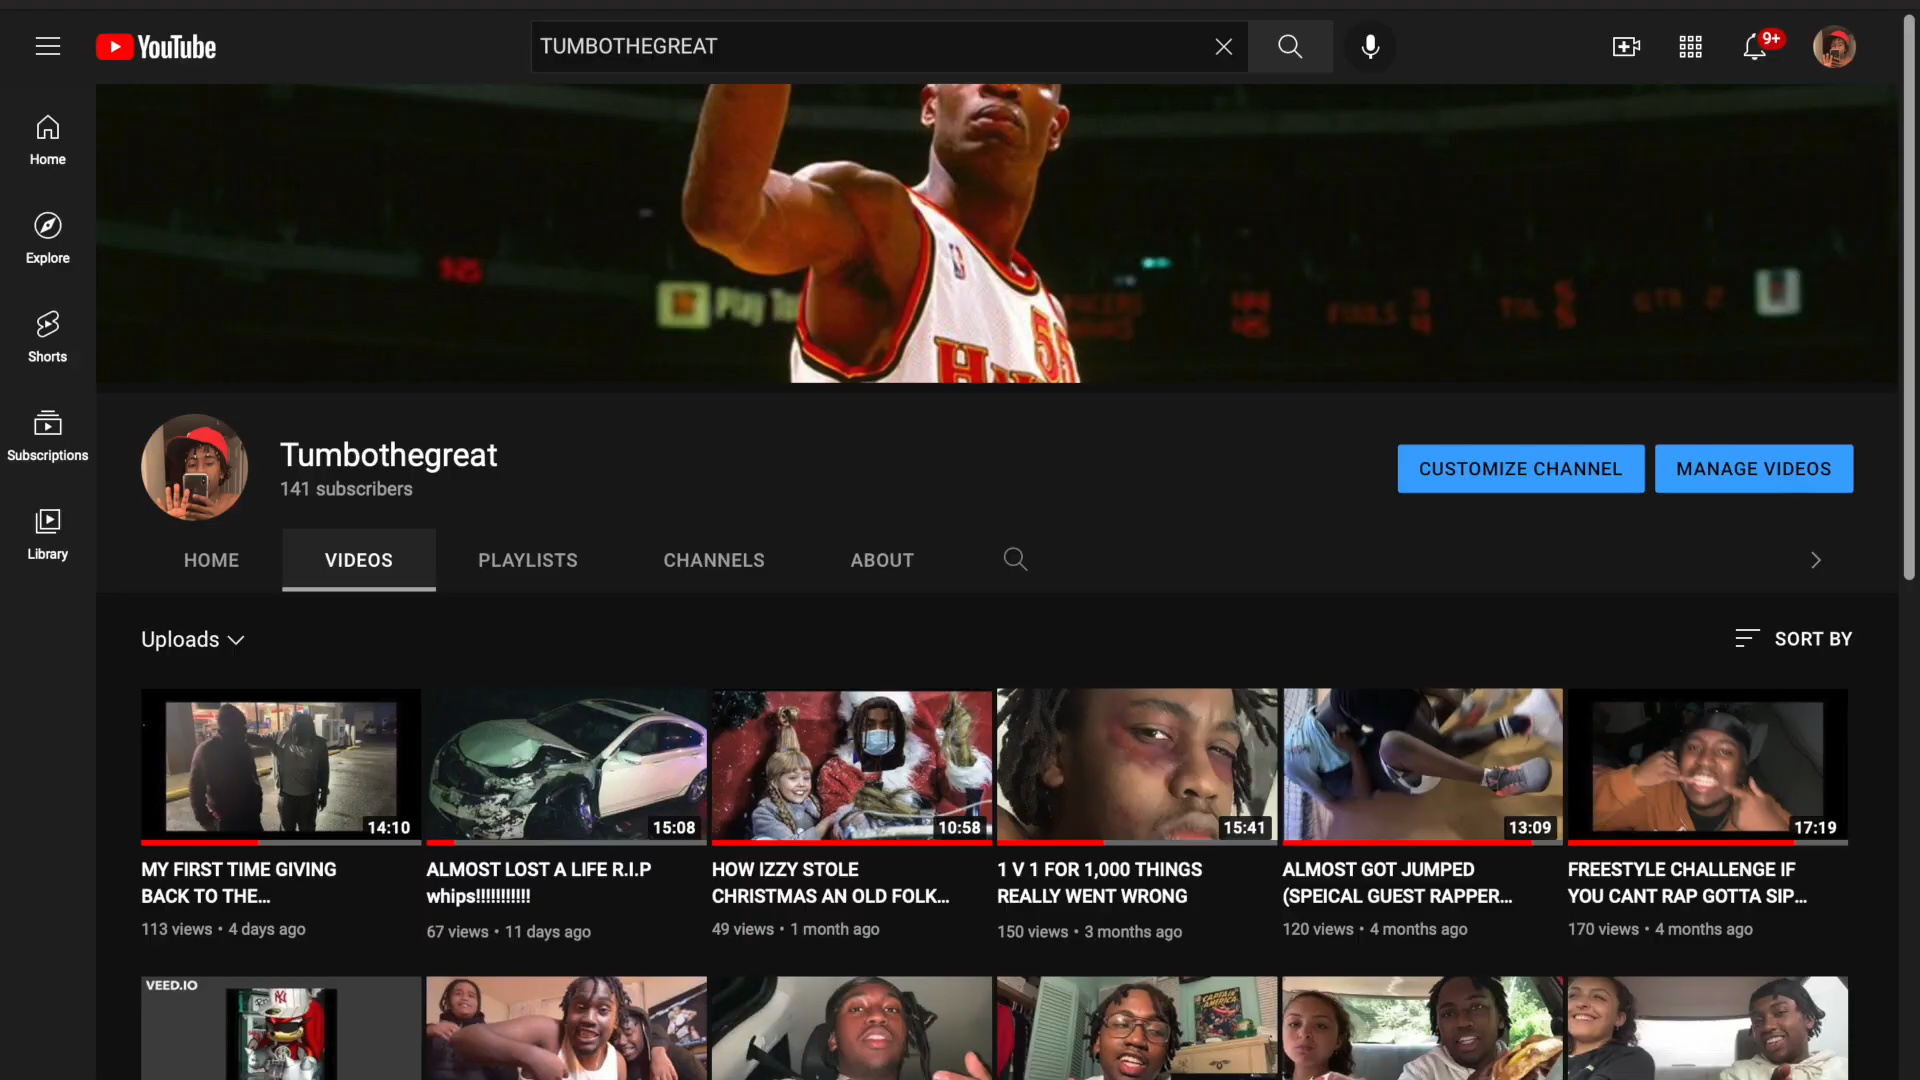 YouTube
TUMBOTHEGREAT
9+
Home
Explore
Shorts
Subscriptions
Library
Tumbothegreat
141 subscribers
CUSTOMIZE CHANNEL
MANAGE VIDEOS
HOME
VIDEOS
PLAYLISTS
CHANNELS
ABOUT
Uploads
SORT BY
14:10
15:08
10:58
15:41
13:09
17:19
MY FIRST TIME GIVING
BACK TO THE...
113 views • 4 days ago
ALMOST LOST A LIFE R.I.P
whips!!!!!!!!!!!
67 views • 11 days ago
HOW IZZY STOLE
CHRISTMAS AN OLD FOLK...
49 views • 1 month ago
1 V 1 FOR 1,000 THINGS
REALLY WENT WRONG
150 views • 3 months ago
ALMOST GOT JUMPED
(SPEICAL GUEST RAPPER...
120 views • 4 months ago
FREESTYLE CHALLENGE IF
YOU CANT RAP GOTTA SIP...
170 views • 4 months ago
VEED.IO
CAPTAIN
AMERICA